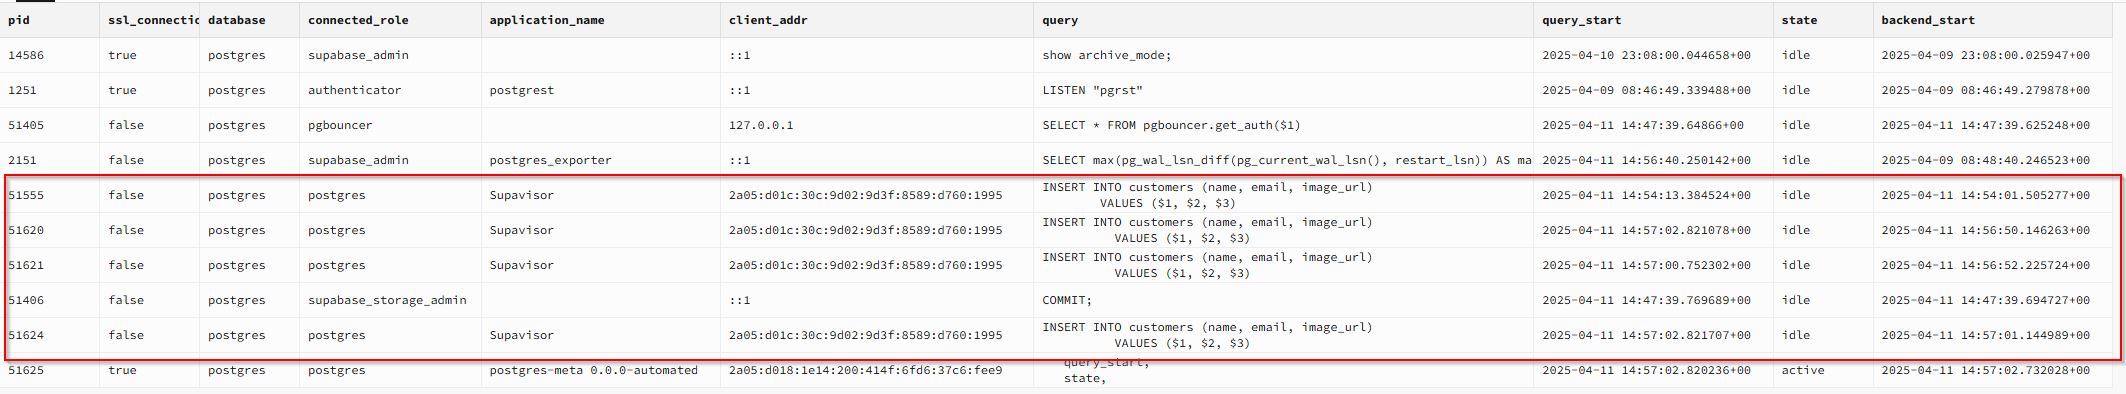 pid ssl_connectio database connected_role application_name client_addr query query_start state backend_start
14586 true postgres supabase_admin ::1 show archive_mode; 2025-04-10 23:08:00.044658+00 idle 2025-04-09 23:08:00.025947+00
1251 true postgres authenticator postgrest ::1 LISTEN "pgrst" 2025-04-09 08:46:49.339488+00 idle 2025-04-09 08:46:49.279878+00
51405 false postgres pgbouncer 127.0.0.1 SELECT * FROM pgbouncer.get_auth($1) 2025-04-11 14:47:39.64866+00 idle 2025-04-11 14:47:39.625248+00
2151 false postgres supabase_admin postgres_exporter ::1 SELECT max(pg_wal_lsn_diff(pg_current_wal_lsn(), restart_lsn)) AS ma 2025-04-11 14:56:40.250142+00 idle 2025-04-09 08:48:40.246523+00
51555 false postgres postgres Supavisor 2a05:d01c:30c:9d02:9d3f:8589:d760:1995 INSERT INTO customers (name, email, image_url) 2025-04-11 14:54:13.384524+00 idle 2025-04-11 14:54:01.505277+00
VALUES ($1, $2, $3)
51620 false postgres postgres Supavisor 2a05:d01c:30c:9d02:9d3f:8589:d760:1995 INSERT INTO customers (name, email, image_url) 2025-04-11 14:57:02.821078+00 idle 2025-04-11 14:56:50.146263+00
VALUES ($1, $2, $3)
51621 false postgres postgres Supavisor 2a05:d01c:30c:9d02:9d3f:8589:d760:1995 INSERT INTO customers (name, email, image_url) 2025-04-11 14:57:00.752302+00 idle 2025-04-11 14:56:52.225724+00
VALUES ($1, $2, $3)
51406 false postgres supabase_storage_admin ::1 COMMIT; 2025-04-11 14:47:39.769689+00 idle 2025-04-11 14:47:39.694727+00
51624 false postgres postgres Supavisor 2a05:d01c:30c:9d02:9d3f:8589:d760:1995 INSERT INTO customers (name, email, image_url) 2025-04-11 14:57:02.821707+00 idle 2025-04-11 14:57:01.144989+00
VALUES ($1, $2, $3)
query_start,
51625 true postgres postgres postgres-meta 0.0.0-automated 2a05:d018:1e14:200:414f:6fd6:37c6:fee9 2025-04-11 14:57:02.820236+00 active 2025-04-11 14:57:02.732028+00
state,